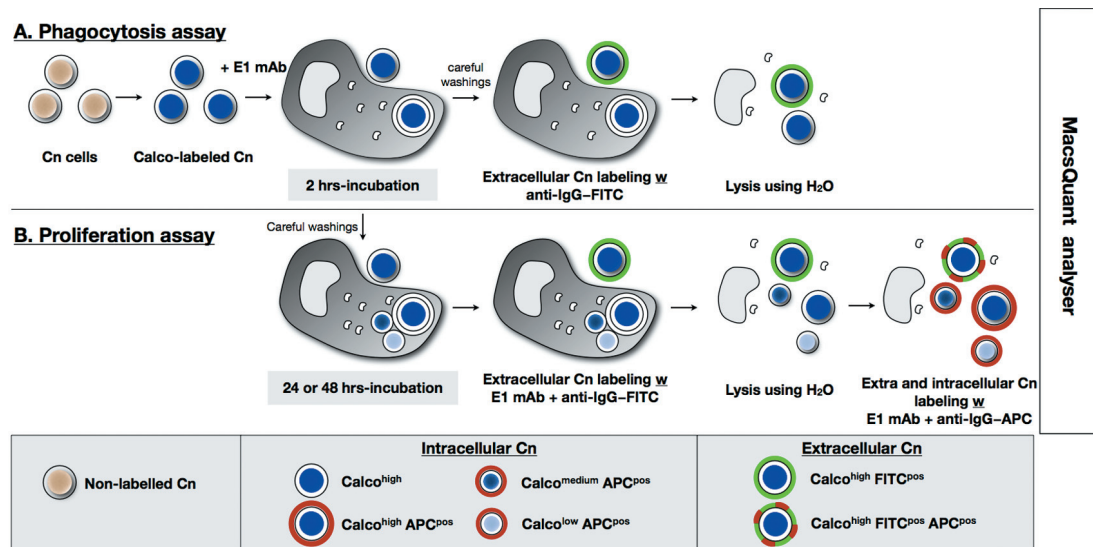 A. Phagocytosis assay
+ E1 mAb
careful
washings
Cn cells
Calco-labeled Cn
2 hrs-incubation
Extracellular Cn labeling w
anti-IgG–FITC
Lysis using H₂O
B. Proliferation assay
Careful washings
24 or 48 hrs-incubation
Extracellular Cn labeling w
E1 mAb + anti-IgG–FITC
Lysis using H₂O
Extra and intracellular Cn
labeling w
E1 mAb + anti-IgG–APC
MacsQuant analyser
Non-labelled Cn
Intracellular Cn
Calcoʰⁱᵍʰ
Calcoᵐᵉᵈⁱᵘᵐ APCᵖᵒˢ
Calcoʰⁱᵍʰ APCᵖᵒˢ
Calcoˡᵒʷ APCᵖᵒˢ
Extracellular Cn
Calcoʰⁱᵍʰ FITCᵖᵒˢ
Calcoʰⁱᵍʰ FITCᵖᵒˢ APCᵖᵒˢ